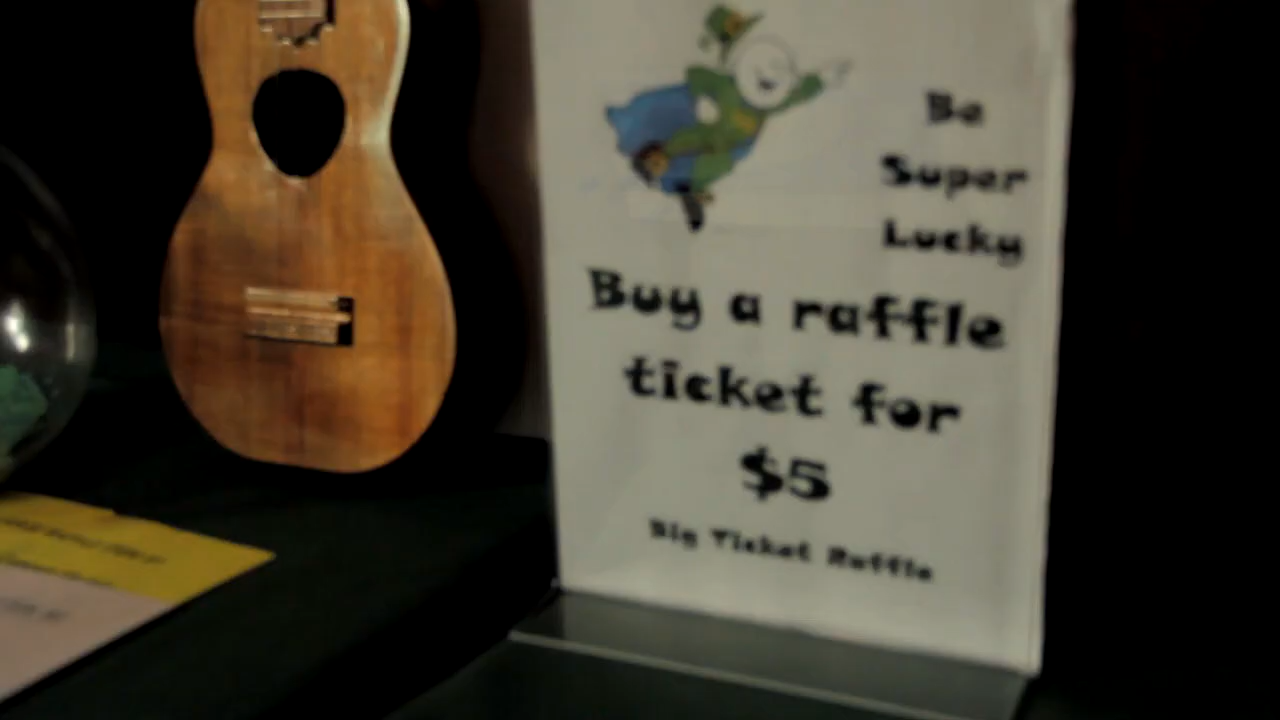 Be
Super
Lucky
Buy a raffle
ticket for
$5
Big Ticket Raffle